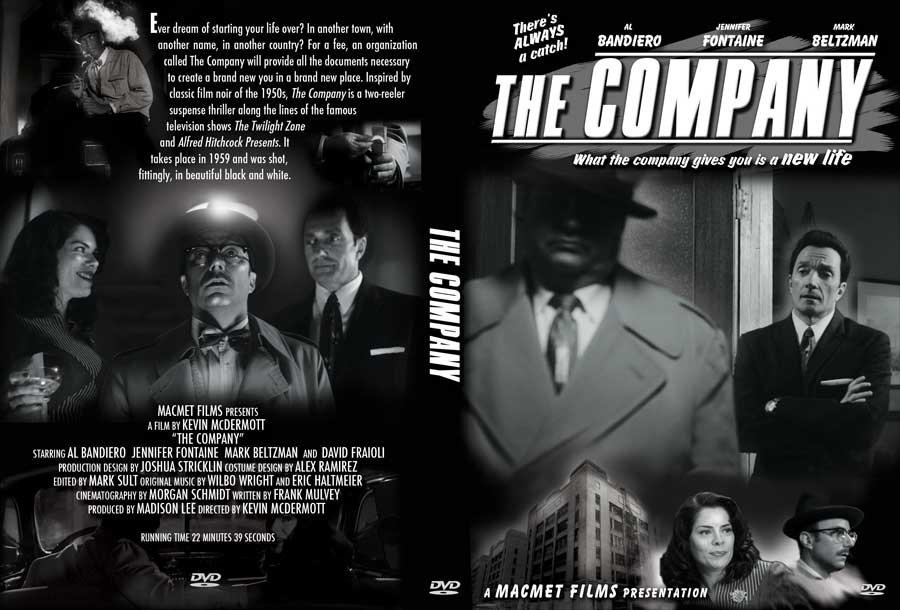 Ever dream of starting your life over? In another town, with
another name, in another country? For a fee, an organization
called The Company will provide all the documents necessary
to create a brand new you in a brand new place. Inspired by
classic film noir of the 1950s, The Company is a two-reeler
suspense thriller along the lines of the famous
television shows The Twilight Zone
and Alfred Hitchcock Presents. It
takes place in 1959 and was shot,
fittingly, in beautiful black and white.
MACMET FILMS PRESENTS
A FILM BY KEVIN MCDERMOTT
"THE COMPANY"
STARRING AL BANDIERO JENNIFER FONTAINE MARK BELTZMAN AND DAVID FRAIOLI
PRODUCTION DESIGN BY JOSHUA STRICKLIN COSTUME DESIGN BY ALEX RAMIREZ
EDITED BY MARK SULT ORIGINAL MUSIC BY WILBO WRIGHT AND ERIC HALTMEIER
CINEMATOGRAPHY BY MORGAN SCHMIDT WRITTEN BY FRANK MULVEY
PRODUCED BY MADISON LEE DIRECTED BY KEVIN MCDERMOTT
RUNNING TIME 22 MINUTES 39 SECONDS
DVD
THE COMPANY
DVD
There's
ALWAYS
a catch!
AL
BANDIERO
JENNIFER
FONTAINE
MARK
BELTZMAN
THE COMPANY
What the company gives you is a new life
A MACMET FILMS PRESENTATION
DVD